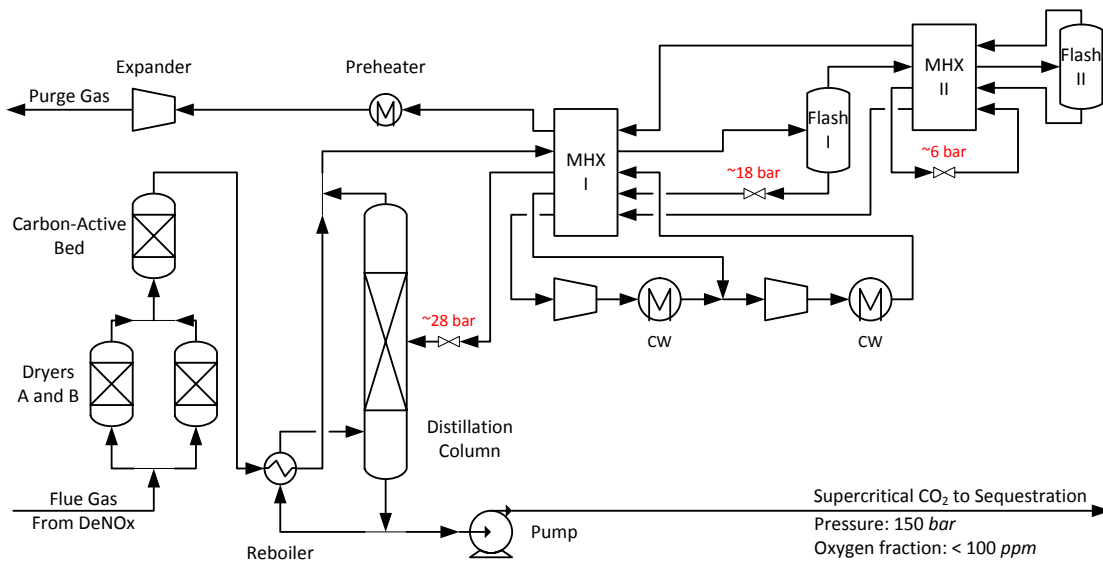 Expander
Preheater
Purge Gas
MHX
I
Flash
I
MHX
II
Flash
II
~18 bar
~6 bar
Carbon-Active
Bed
~28 bar
CW
CW
Dryers
A and B
Distillation
Column
Flue Gas
From DeNOx
Reboiler
Pump
Supercritical CO₂ to Sequestration
Pressure: 150 bar
Oxygen fraction: < 100 ppm